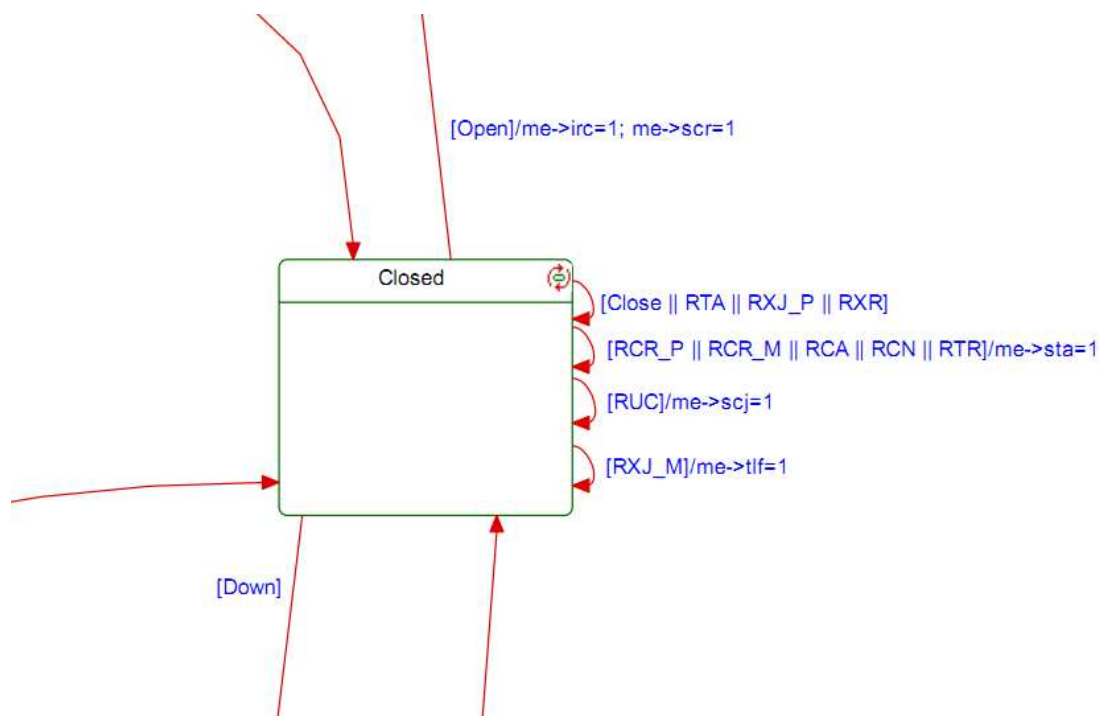 [Open]/me->irc=1; me->scr=1
Closed
[Close || RTA || RXJ_P || RXR]
[RCR_P || RCR_M || RCA || RCN || RTR]/me->sta=1
[RUC]/me->scj=1
[RXJ_M]/me->tlf=1
[Down]